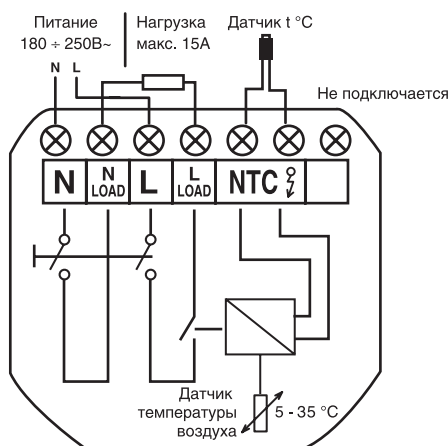 Питание
180 ÷ 250В~
Нагрузка
макс. 15А
Датчик t °C
N L
Не подключается
N
N
LOAD
L
L
LOAD
NTC
Датчик
температуры
воздуха
5 - 35 °C